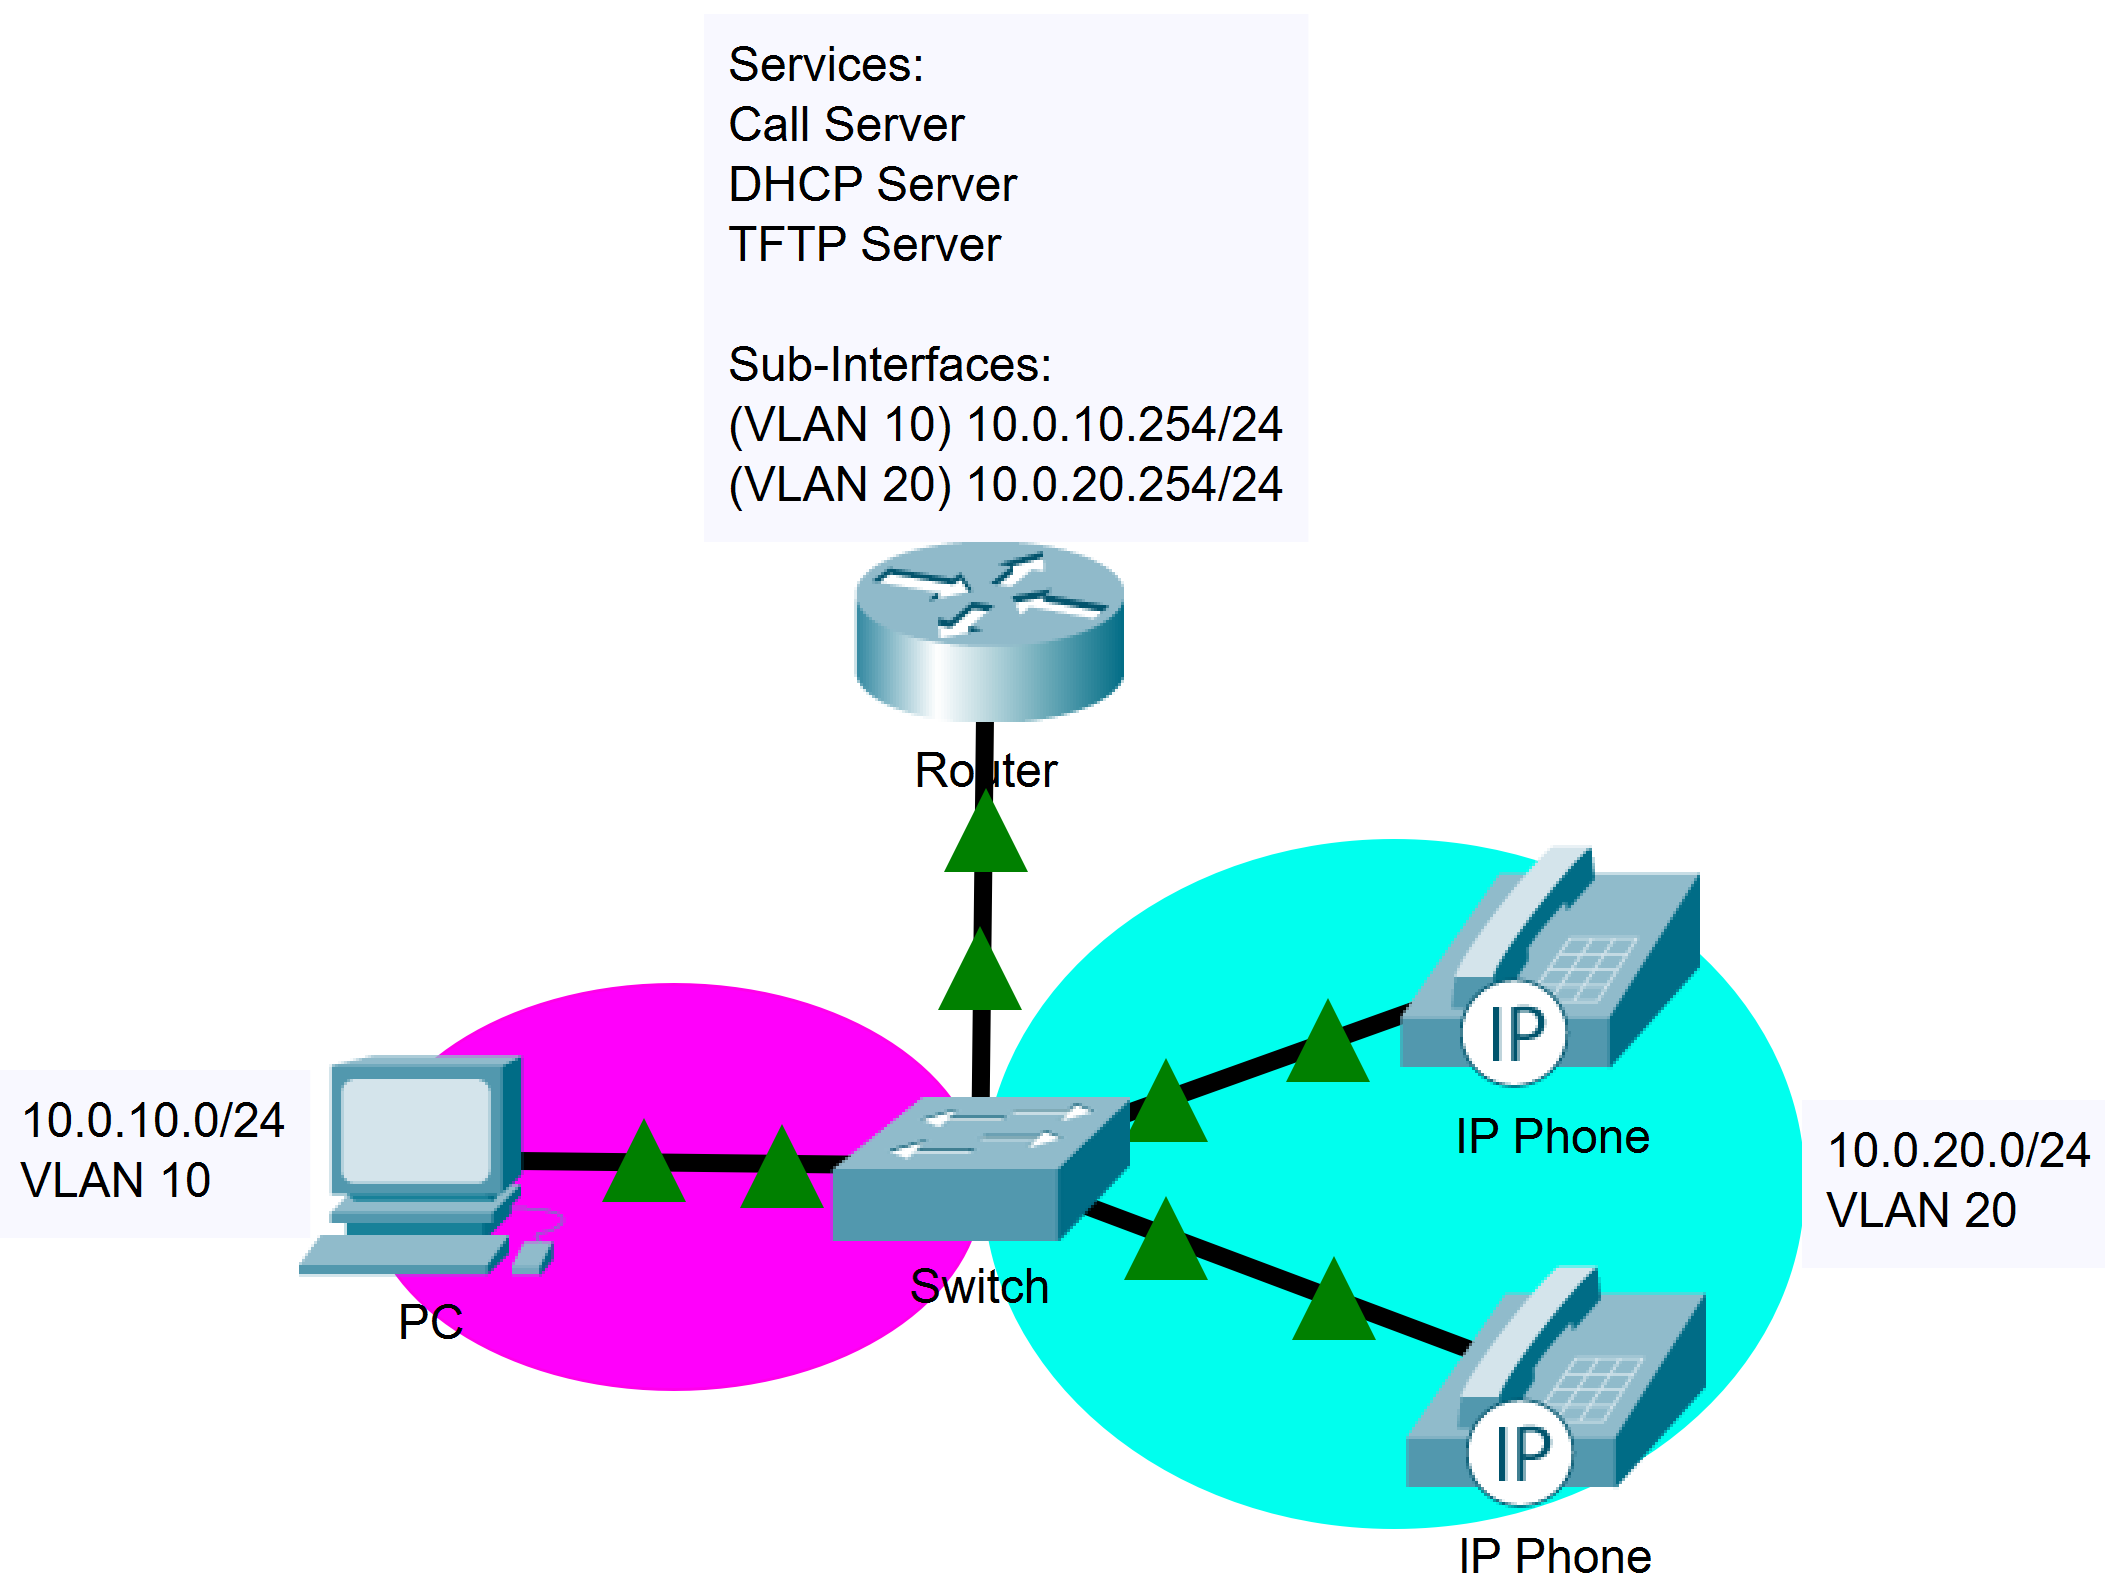 Services:
Call Server
DHCP Server
TFTP Server
Sub-Interfaces:
(VLAN 10) 10.0.10.254/24
(VLAN 20) 10.0.20.254/24
Router
10.0.10.0/24
VLAN 10
PC
Switch
IP
IP Phone
10.0.20.0/24
VLAN 20
IP
IP Phone